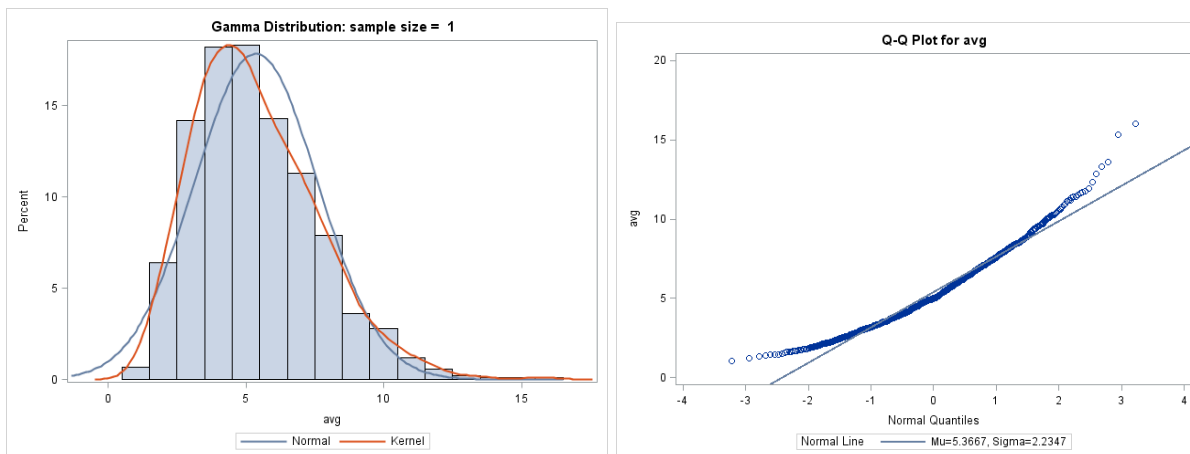 Gamma Distribution: sample size = 1
Percent
15
10
5
0
0 5 10 15
avg
Normal Kernel
Q-Q Plot for avg
avg
20
15
10
5
0
-4 -3 -2 -1 0 1 2 3 4
Normal Quantiles
Normal Line Mu=5.3667, Sigma=2.2347